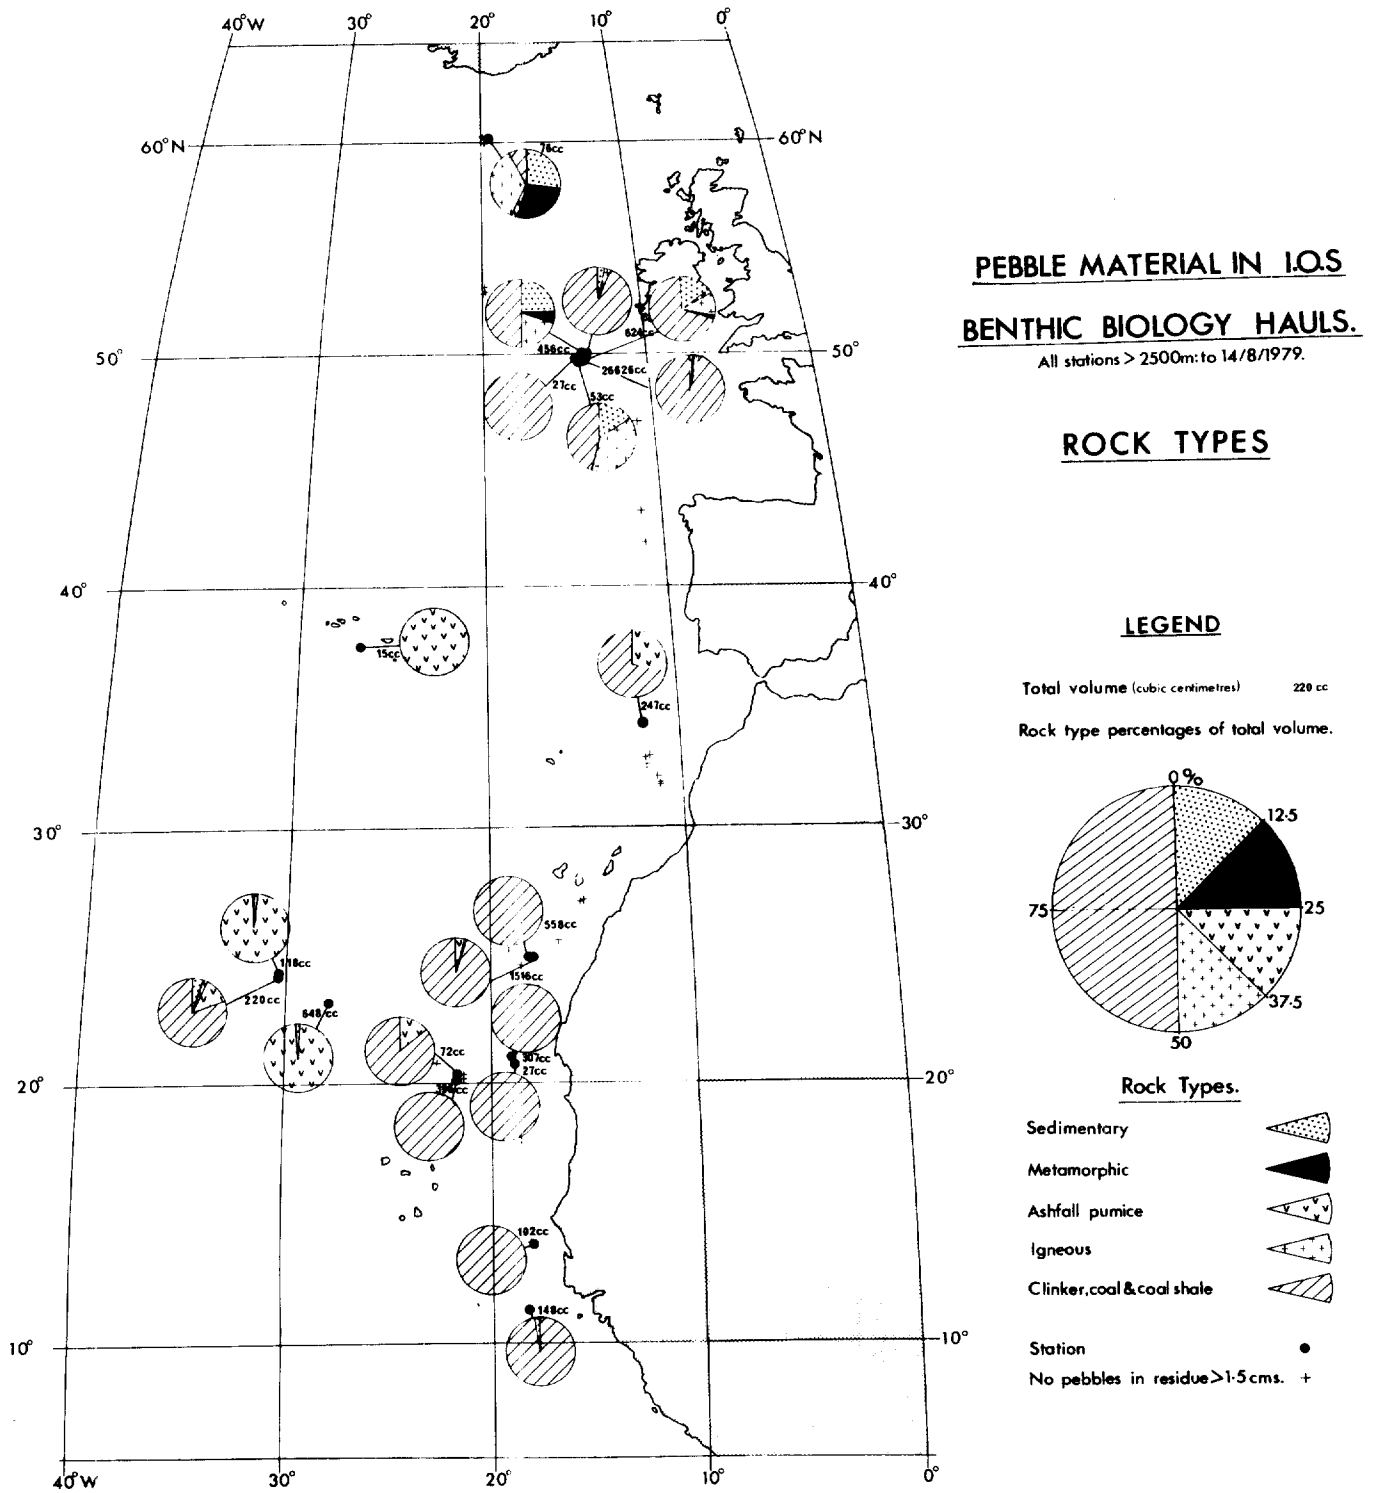 40°W 30° 20° 10° 0°
60°N 60°N
76cc
624cc
456cc
50° 50°
26626cc
27cc
53cc
40° 40°
15cc
247cc
30° 30°
558cc
118cc
1516cc
220cc
648cc
72cc
307cc
27cc
20° 20°
102cc
148cc
10° 10°
40°W 30° 20° 10° 0°
PEBBLE MATERIAL IN I.O.S
BENTHIC BIOLOGY HAULS.
All stations > 2500m: to 14/8/1979.
ROCK TYPES
LEGEND
Total volume (cubic centimetres) 220 cc
Rock type percentages of total volume.
0%
12·5
75 25
37·5
50
Rock Types.
Sedimentary
Metamorphic
Ashfall pumice
Igneous
Clinker, coal & coal shale
Station
No pebbles in residue > 1·5 cms. +